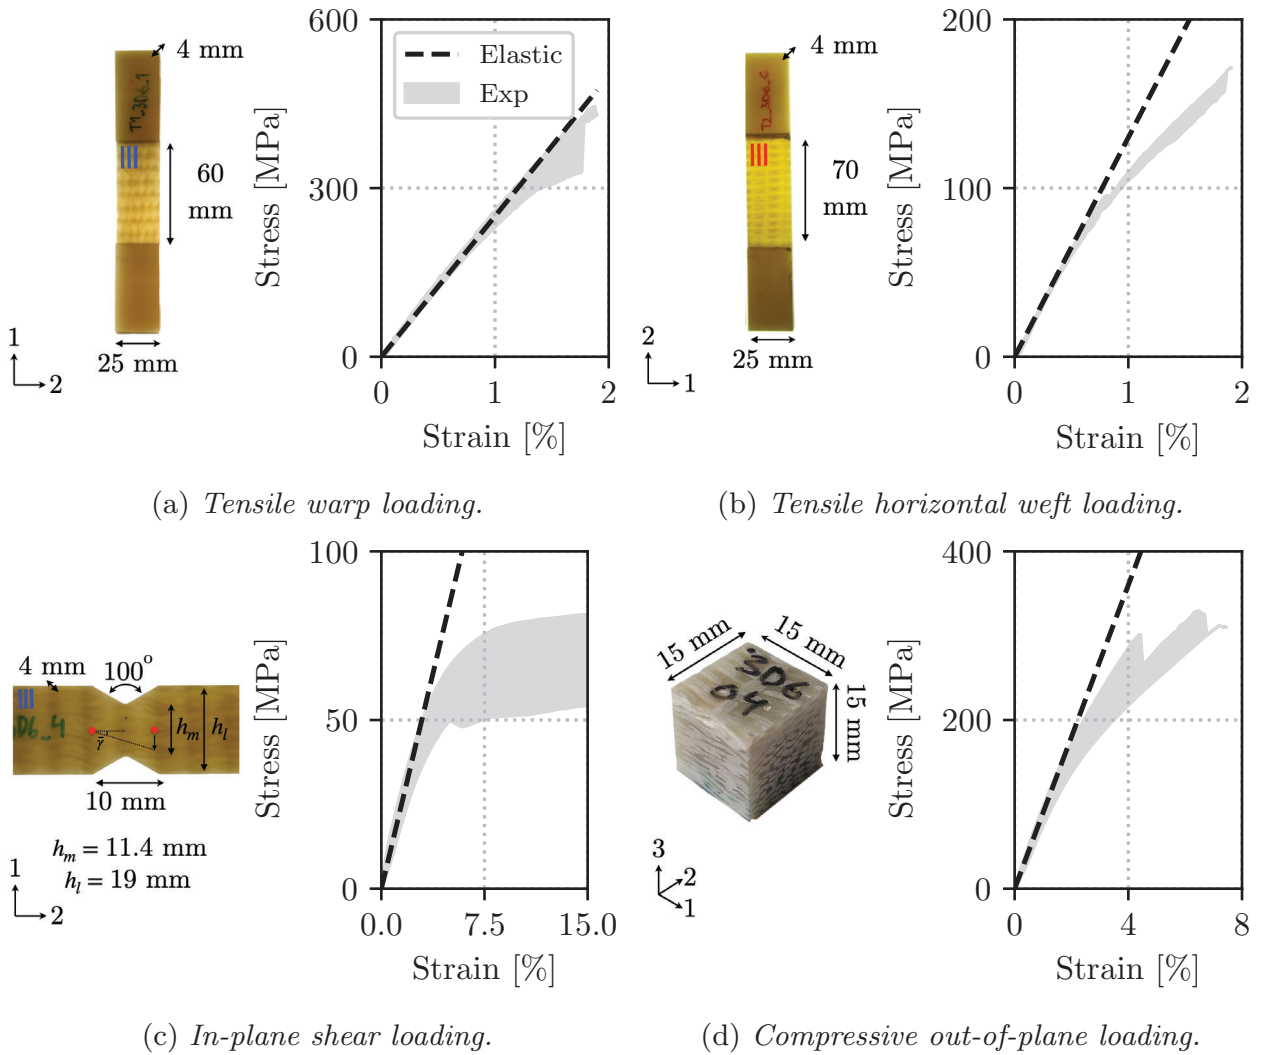 4 mm
T1_3D6_1
60
mm
25 mm
1
2
600
300
0
Stress [MPa]
Elastic
Exp
0
1
2
Strain [%]
(a) Tensile warp loading.
4 mm
T2_3D6_6
70
mm
25 mm
2
1
200
100
0
Stress [MPa]
0
1
2
Strain [%]
(b) Tensile horizontal weft loading.
4 mm
100°
3D6_4
γ̄
hₘ
hₗ
10 mm
hₘ = 11.4 mm
hₗ = 19 mm
1
2
100
50
0
Stress [MPa]
0.0
7.5
15.0
Strain [%]
(c) In-plane shear loading.
15 mm
15 mm
15 mm
3D6
04
3
2
1
400
200
0
Stress [MPa]
0
4
8
Strain [%]
(d) Compressive out-of-plane loading.